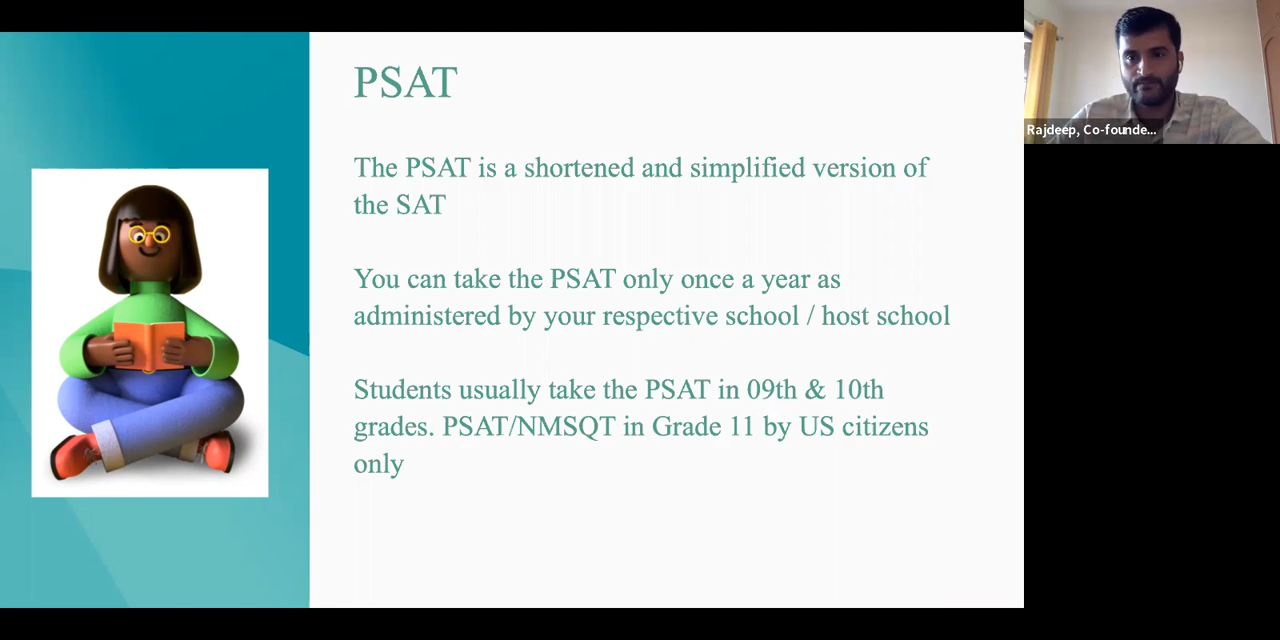 PSAT
The PSAT is a shortened and simplified version of
the SAT
You can take the PSAT only once a year as
administered by your respective school / host school
Students usually take the PSAT in 09th & 10th
grades. PSAT/NMSQT in Grade 11 by US citizens
only
Rajdeep, Co-founde...